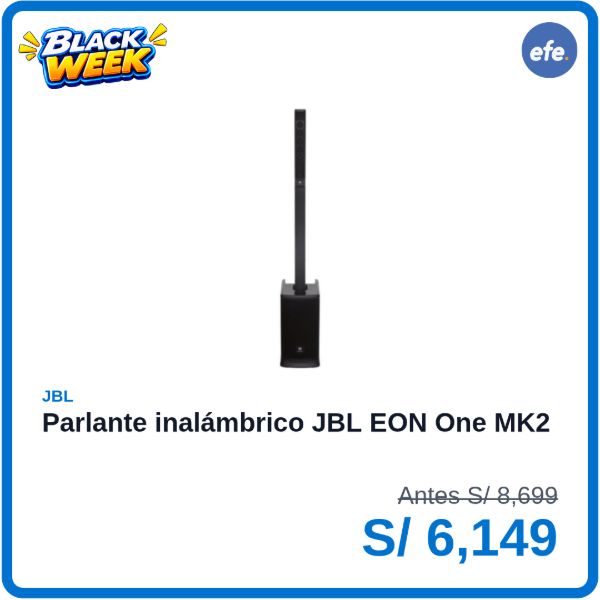 BLACK
WEEK
efe.
JBL
Parlante inalámbrico JBL EON One MK2
Antes S/ 8,699
S/ 6,149